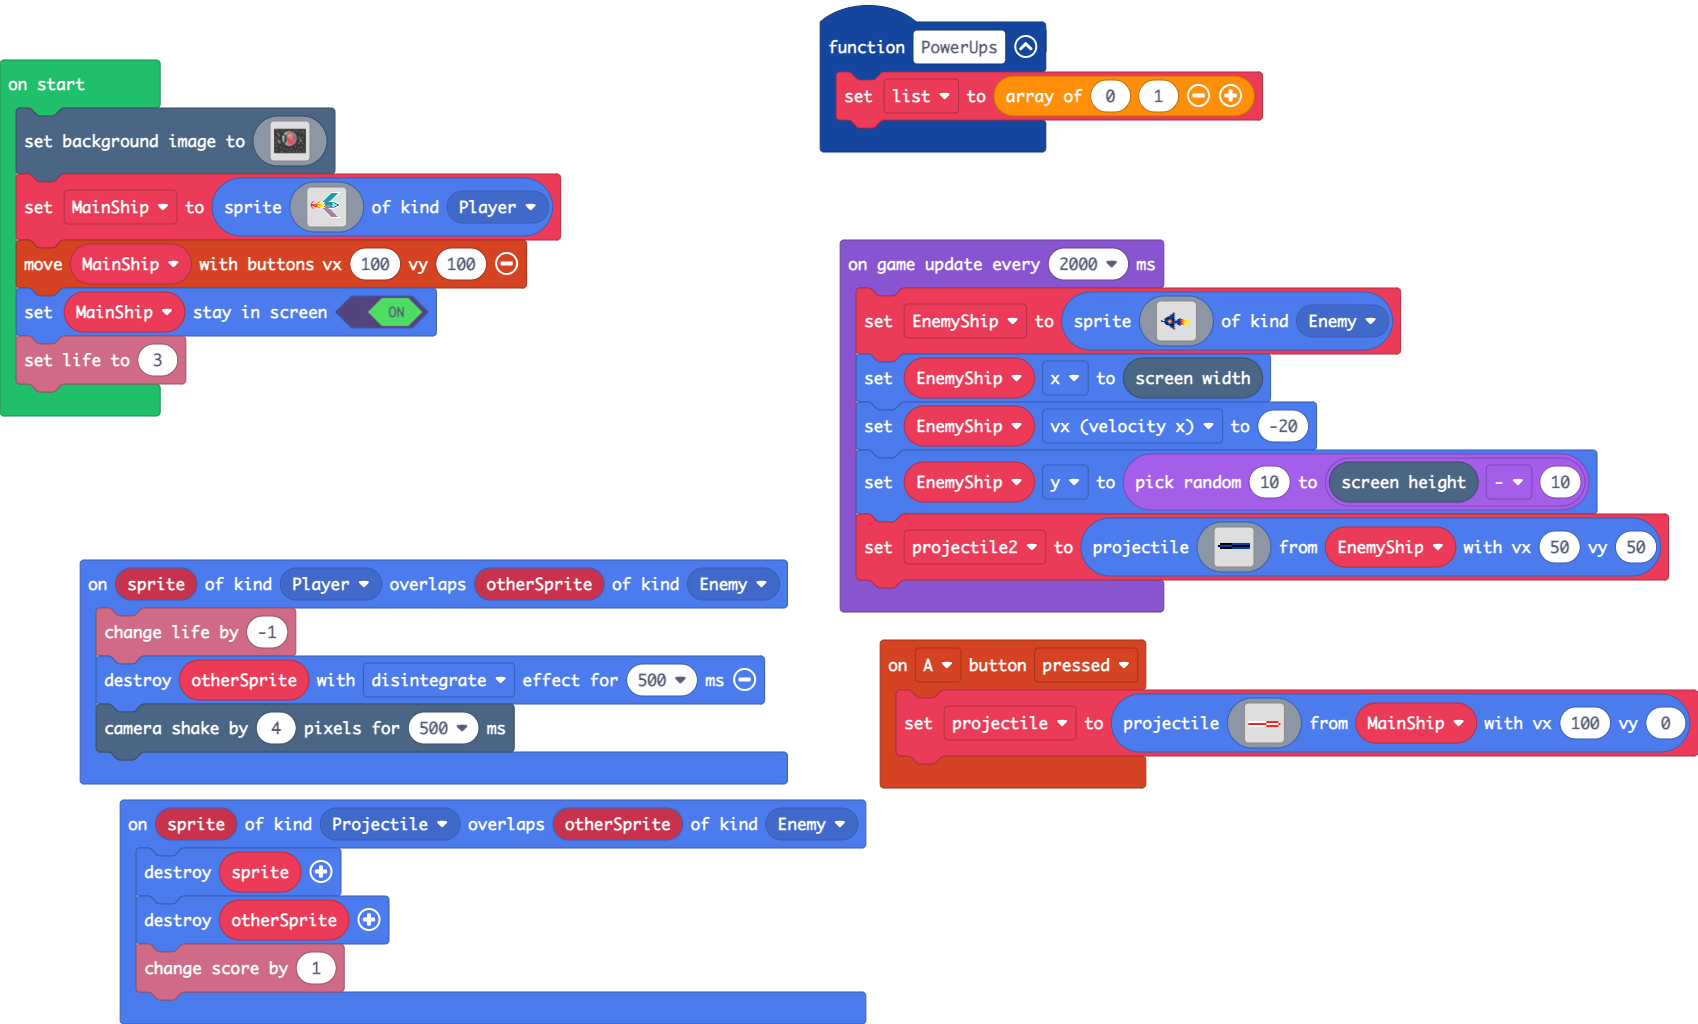 on start
set background image to
set MainShip to sprite of kind Player
move MainShip with buttons vx 100 vy 100
set MainShip stay in screen ON
set life to 3
function PowerUps
set list to array of 0 1
on game update every 2000 ms
set EnemyShip to sprite of kind Enemy
set EnemyShip x to screen width
set EnemyShip vx (velocity x) to -20
set EnemyShip y to pick random 10 to screen height - 10
set projectile2 to projectile from EnemyShip with vx 50 vy 50
on sprite of kind Player overlaps otherSprite of kind Enemy
change life by -1
destroy otherSprite with disintegrate effect for 500 ms
camera shake by 4 pixels for 500 ms
on A button pressed
set projectile to projectile from MainShip with vx 100 vy 0
on sprite of kind Projectile overlaps otherSprite of kind Enemy
destroy sprite
destroy otherSprite
change score by 1